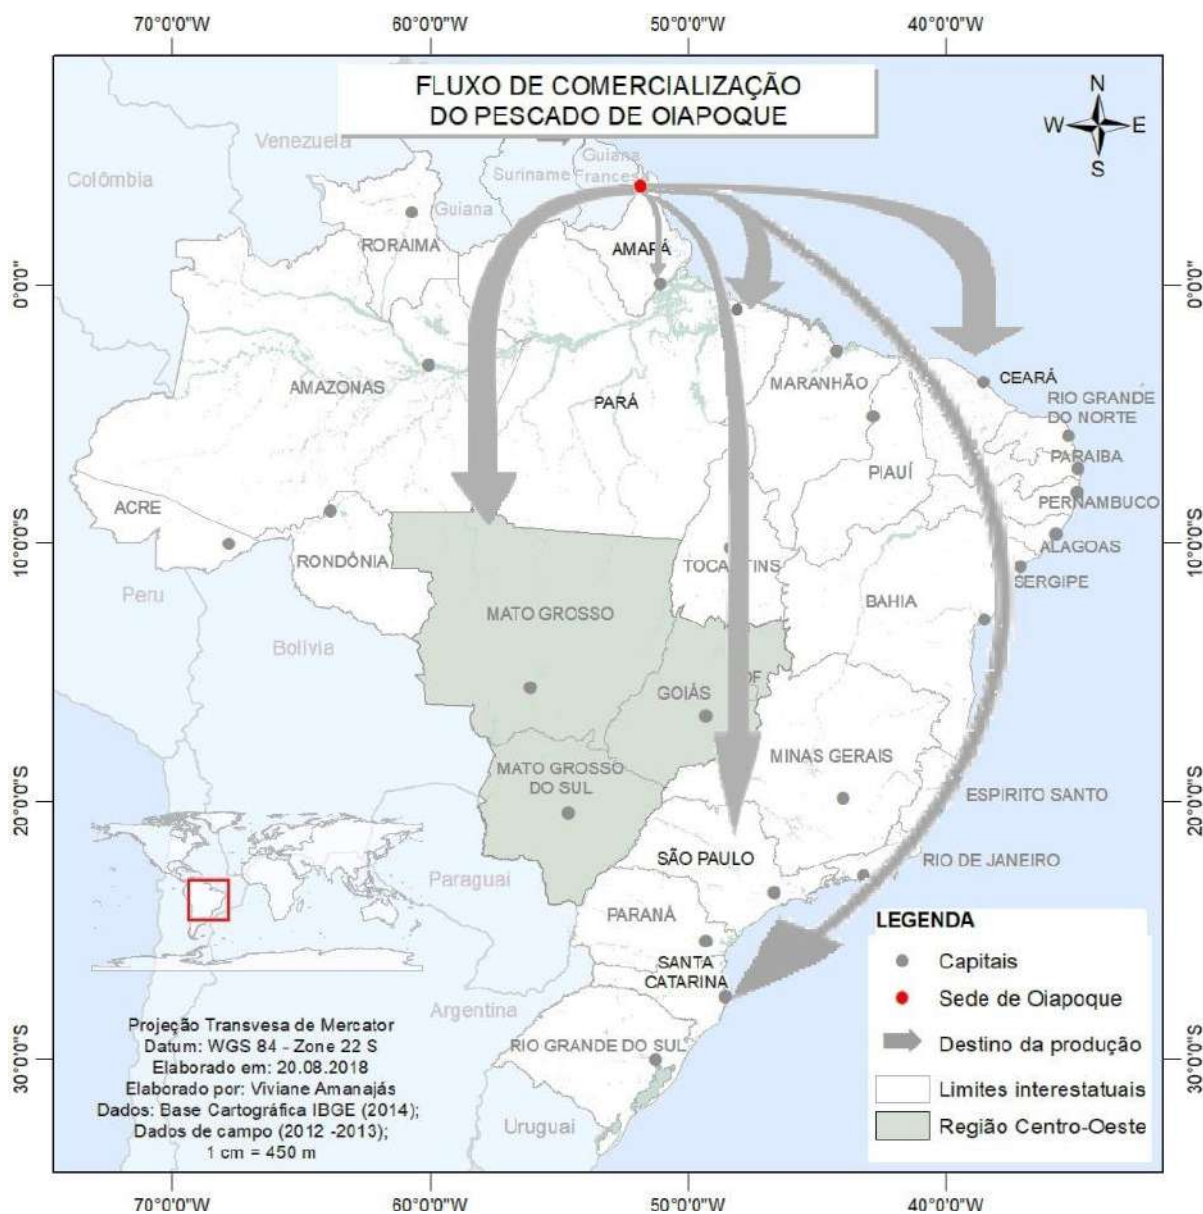 70°0'0"W 60°0'0"W 50°0'0"W 40°0'0"W
FLUXO DE COMERCIALIZAÇÃO
DO PESCADO DE OIAPOQUE
N
W E
S
Venezuela
Colômbia
Guiana
Suriname Francesa
Guiana
RORAIMA
AMAPÁ
0°0'0" 0°0'0"
AMAZONAS
PARÁ
MARANHÃO
CEARÁ
RIO GRANDE
DO NORTE
PARAIBA
PIAUÍ
PERNAMBUCO
ACRE
RONDÔNIA
TOCANTINS
ALAGOAS
SERGIPE
10°0'0"S 10°0'0"S
Peru
MATO GROSSO
BAHIA
Bolívia
DF
GOIÁS
MATO GROSSO
DO SUL
MINAS GERAIS
20°0'0"S 20°0'0"S
ESPIRITO SANTO
SÃO PAULO
RIO DE JANEIRO
Paraguai
PARANÁ
SANTA
CATARINA
Argentina
RIO GRANDE DO SUL
30°0'0"S 30°0'0"S
Uruguai
Projeção Transvesa de Mercator
Datum: WGS 84 - Zone 22 S
Elaborado em: 20.08.2018
Elaborado por: Viviane Amanajás
Dados: Base Cartográfica IBGE (2014);
Dados de campo (2012 -2013);
1 cm = 450 m
LEGENDA
Capitais
Sede de Oiapoque
Destino da produção
Limites interestatuais
Região Centro-Oeste
70°0'0"W 60°0'0"W 50°0'0"W 40°0'0"W